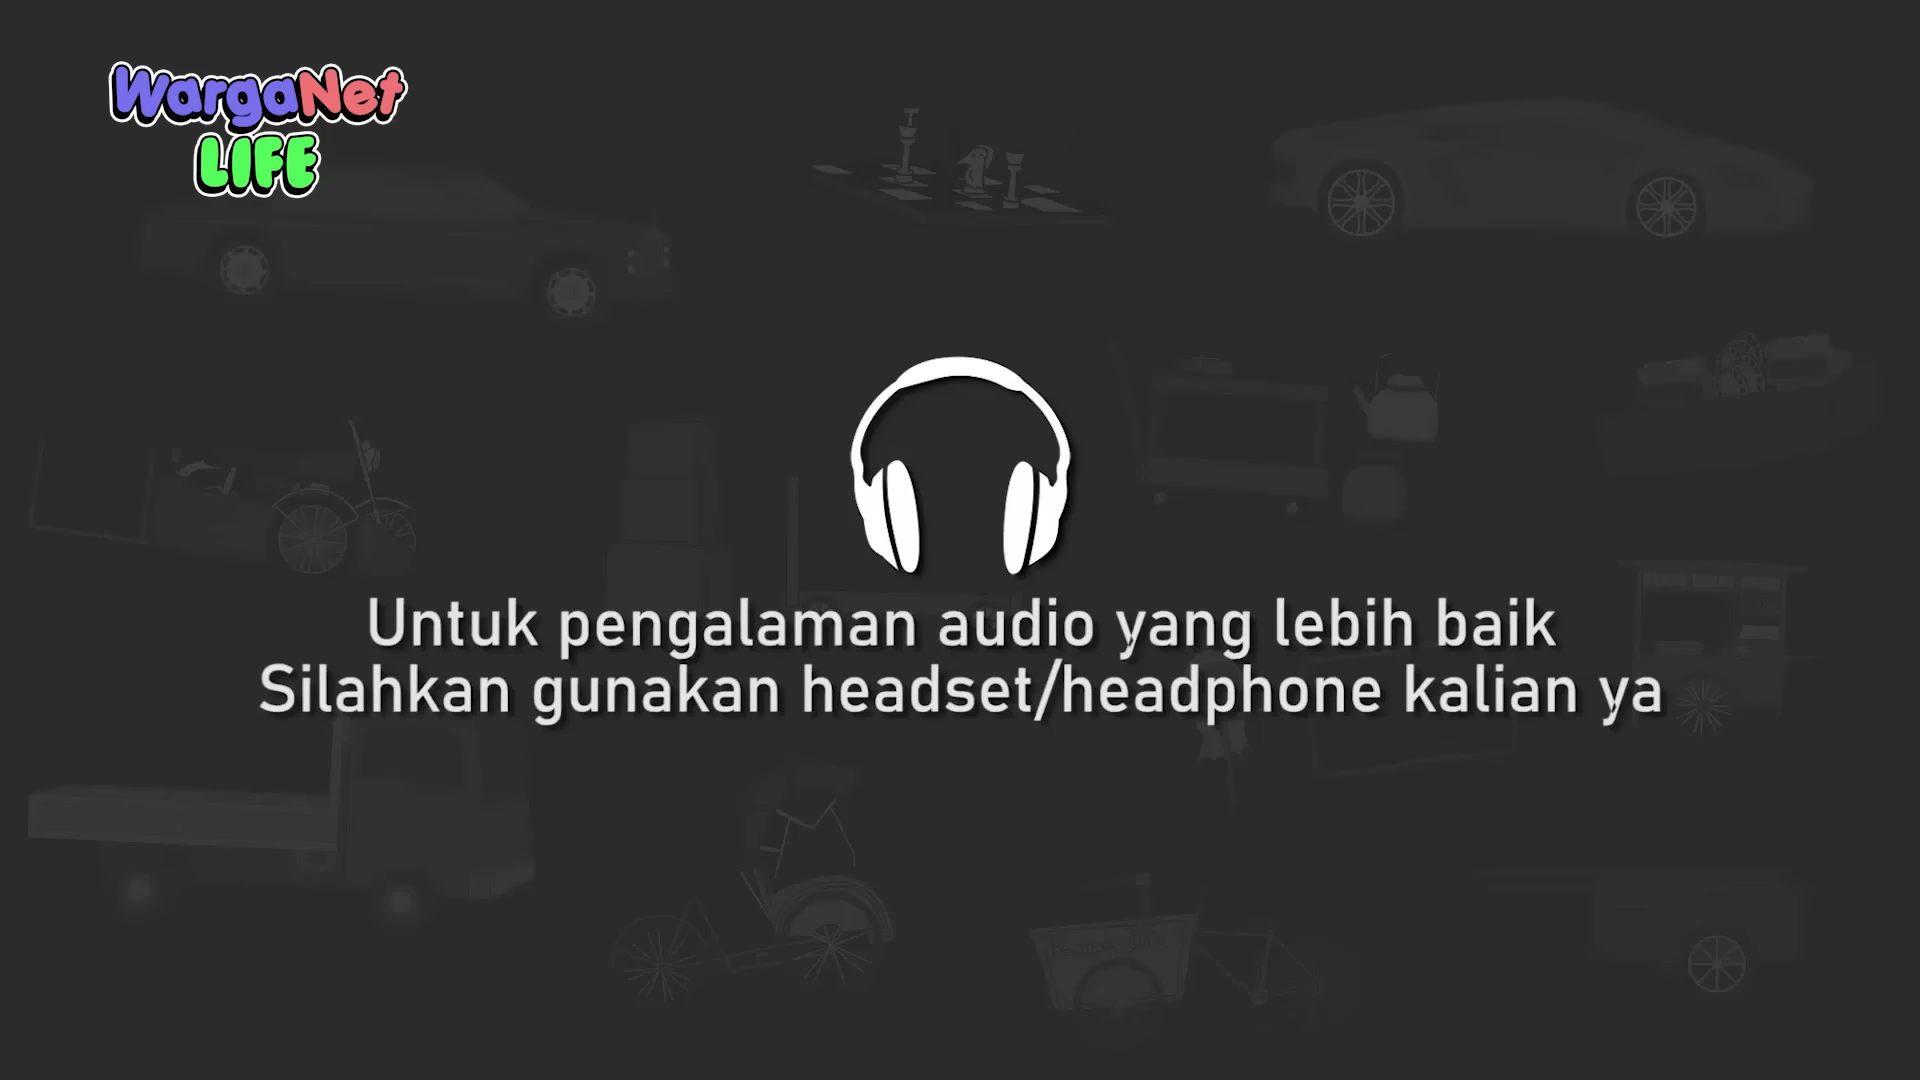 WargaNet
LIFE
Untuk pengalaman audio yang lebih baik
Silahkan gunakan headset/headphone kalian ya